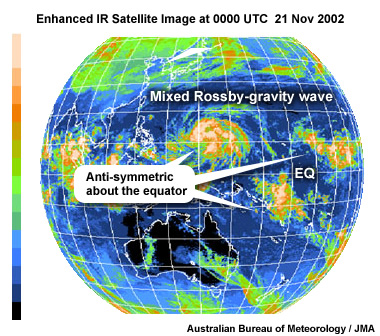 Enhanced IR Satellite Image at 0000 UTC 21 Nov 2002
Mixed Rossby-gravity wave
Anti-symmetric
about the equator
EQ
Australian Bureau of Meteorology / JMA